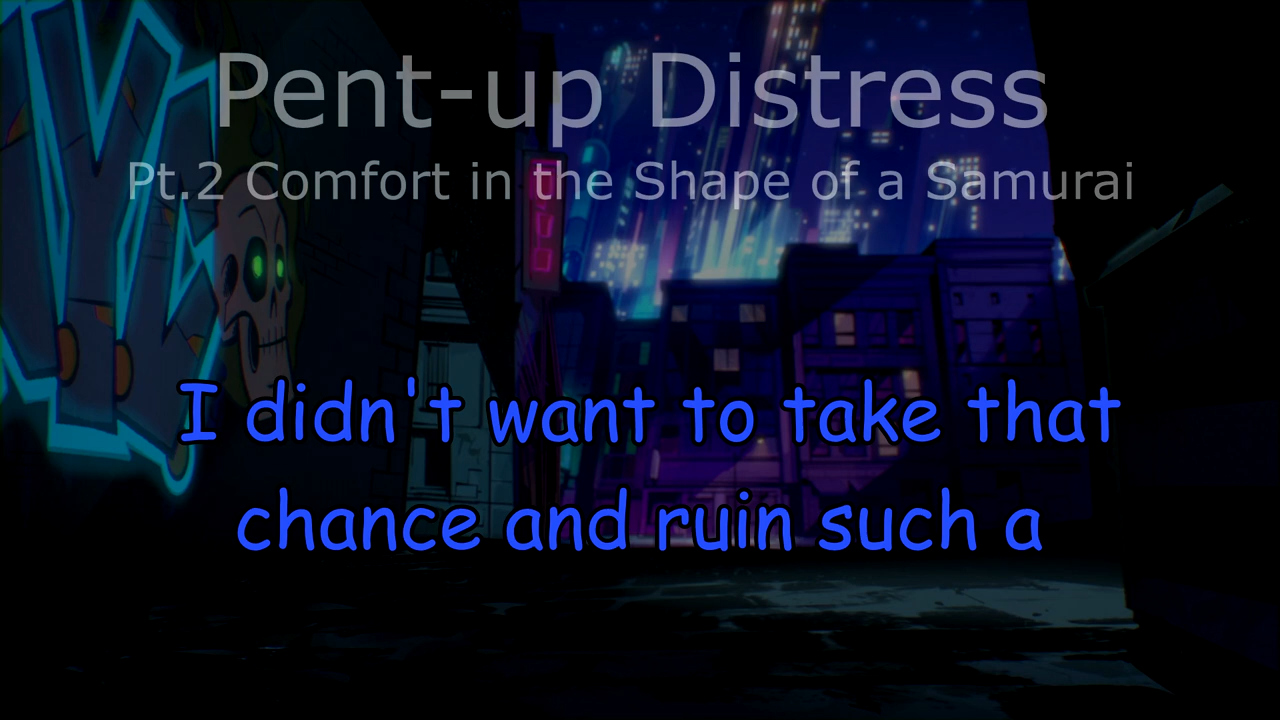 Pent-up Distress
Pt.2 Comfort in the Shape of a Samurai
I didn't want to take that
chance and ruin such a